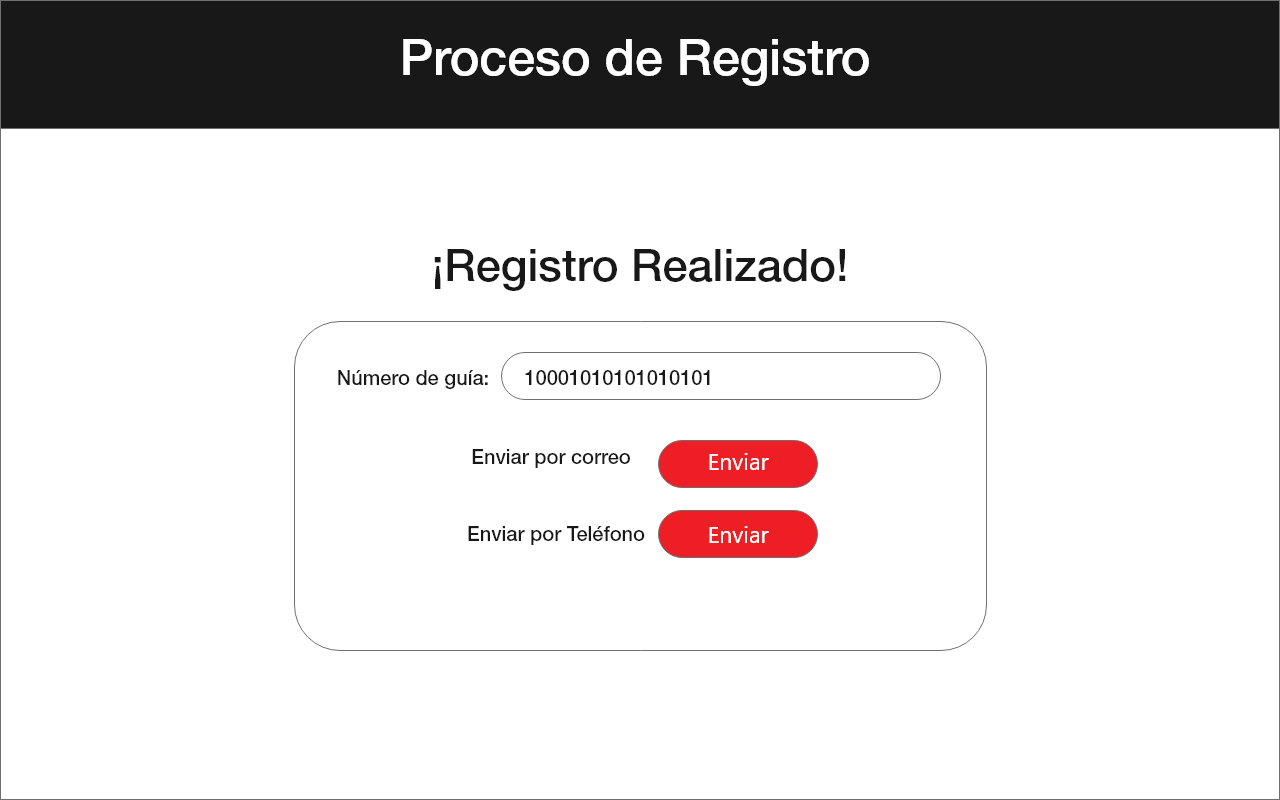 Proceso de Registro
¡Registro Realizado!
Número de guía: 10001010101010101
Enviar por correo Enviar
Enviar por Teléfono Enviar